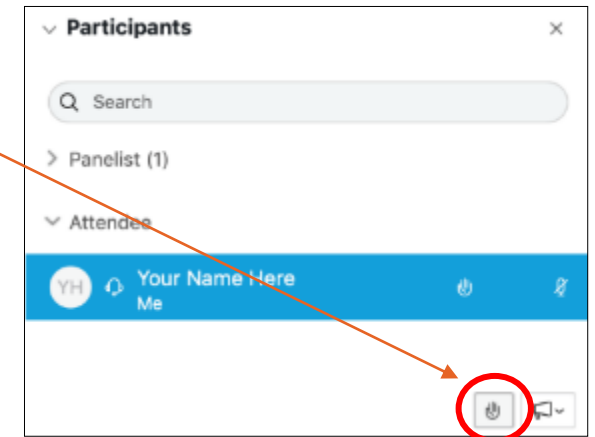 Participants
Search
Panelist (1)
Attendee
YH
Your Name Here
Me